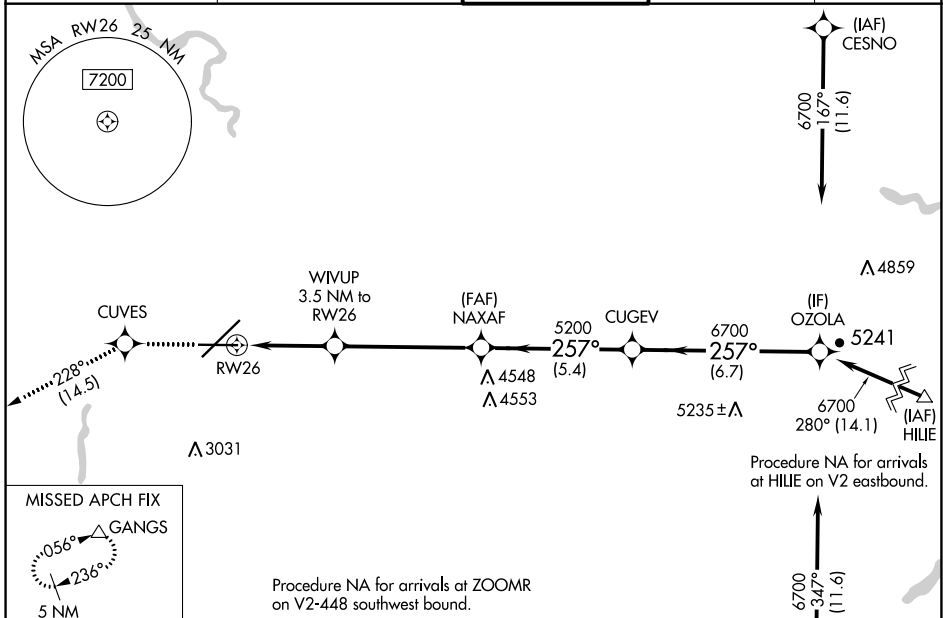 MSA RW26 25 NM
7200
(IAF)
CESNO
6700
167°
(11.6)
4859
CUVES
WIVUP
3.5 NM to
RW26
(FAF)
NAXAF
5200
257°
(5.4)
CUGEV
6700
257°
(6.7)
(IF)
OZOLA
5241
RW26
228°
(14.5)
4548
4553
5235±
6700
280° (14.1)
(IAF)
HILIE
3031
Procedure NA for arrivals
at HILIE on V2 eastbound.
MISSED APCH FIX
GANGS
056°
236°
5 NM
Procedure NA for arrivals at ZOOMR
on V2-448 southwest bound.
6700
347°
(11.6)